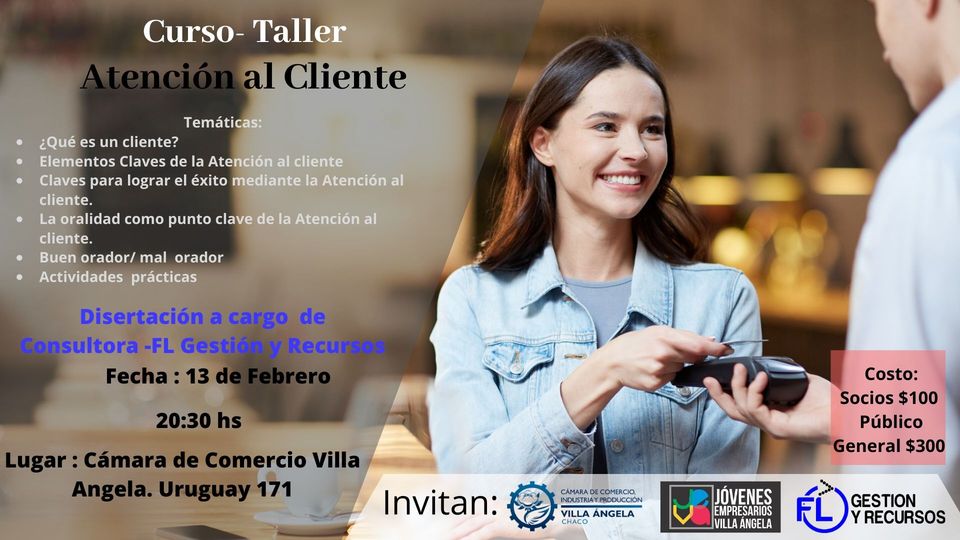 Curso- Taller
Atención al Cliente
Temáticas:
• ¿Qué es un cliente?
• Elementos Claves de la Atención al cliente
• Claves para lograr el éxito mediante la Atención al
cliente.
• La oralidad como punto clave de la Atención al
cliente.
• Buen orador/ mal orador
• Actividades prácticas
Disertación a cargo de
Consultora -FL Gestión y Recursos
Fecha : 13 de Febrero
20:30 hs
Lugar : Cámara de Comercio Villa
Angela. Uruguay 171
Costo:
Socios $100
Público
General $300
Invitan:
CÁMARA DE COMERCIO,
INDUSTRIA Y PRODUCCIÓN
VILLA ÁNGELA
CHACO
JÓVENES
EMPRESARIOS
VILLA ÁNGELA
FL
GESTION
Y RECURSOS